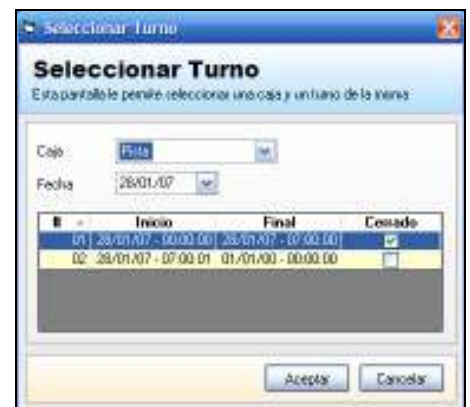 Seleccionar Turno
Seleccionar Turno
Esta pantalla le permite seleccionar una caja y un turno de la misma
Caja Pista
Fecha 28/01/07
# Inicio Final Cerrado
01 28/01/07 - 00:00:00 28/01/07 - 07:00:00
02 28/01/07 - 07:00:01 01/01/00 - 00:00:00
Aceptar Cancelar